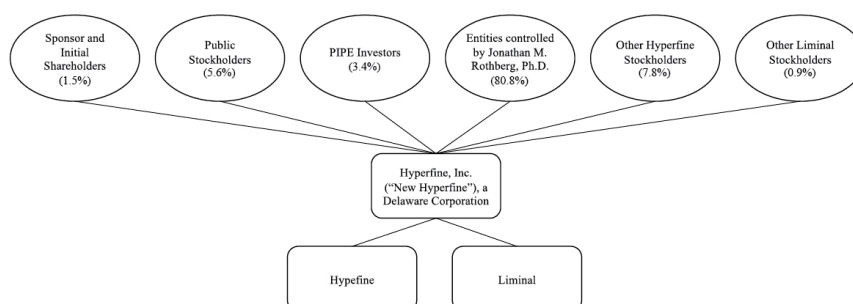 Sponsor and
Initial
Shareholders
(1.5%)
Public
Stockholders
(5.6%)
PIPE Investors
(3.4%)
Entities controlled
by Jonathan M.
Rothberg, Ph.D.
(80.8%)
Other Hyperfine
Stockholders
(7.8%)
Other Liminal
Stockholders
(0.9%)
Hyperfine, Inc.
(“New Hyperfine”), a
Delaware Corporation
Hypefine
Liminal